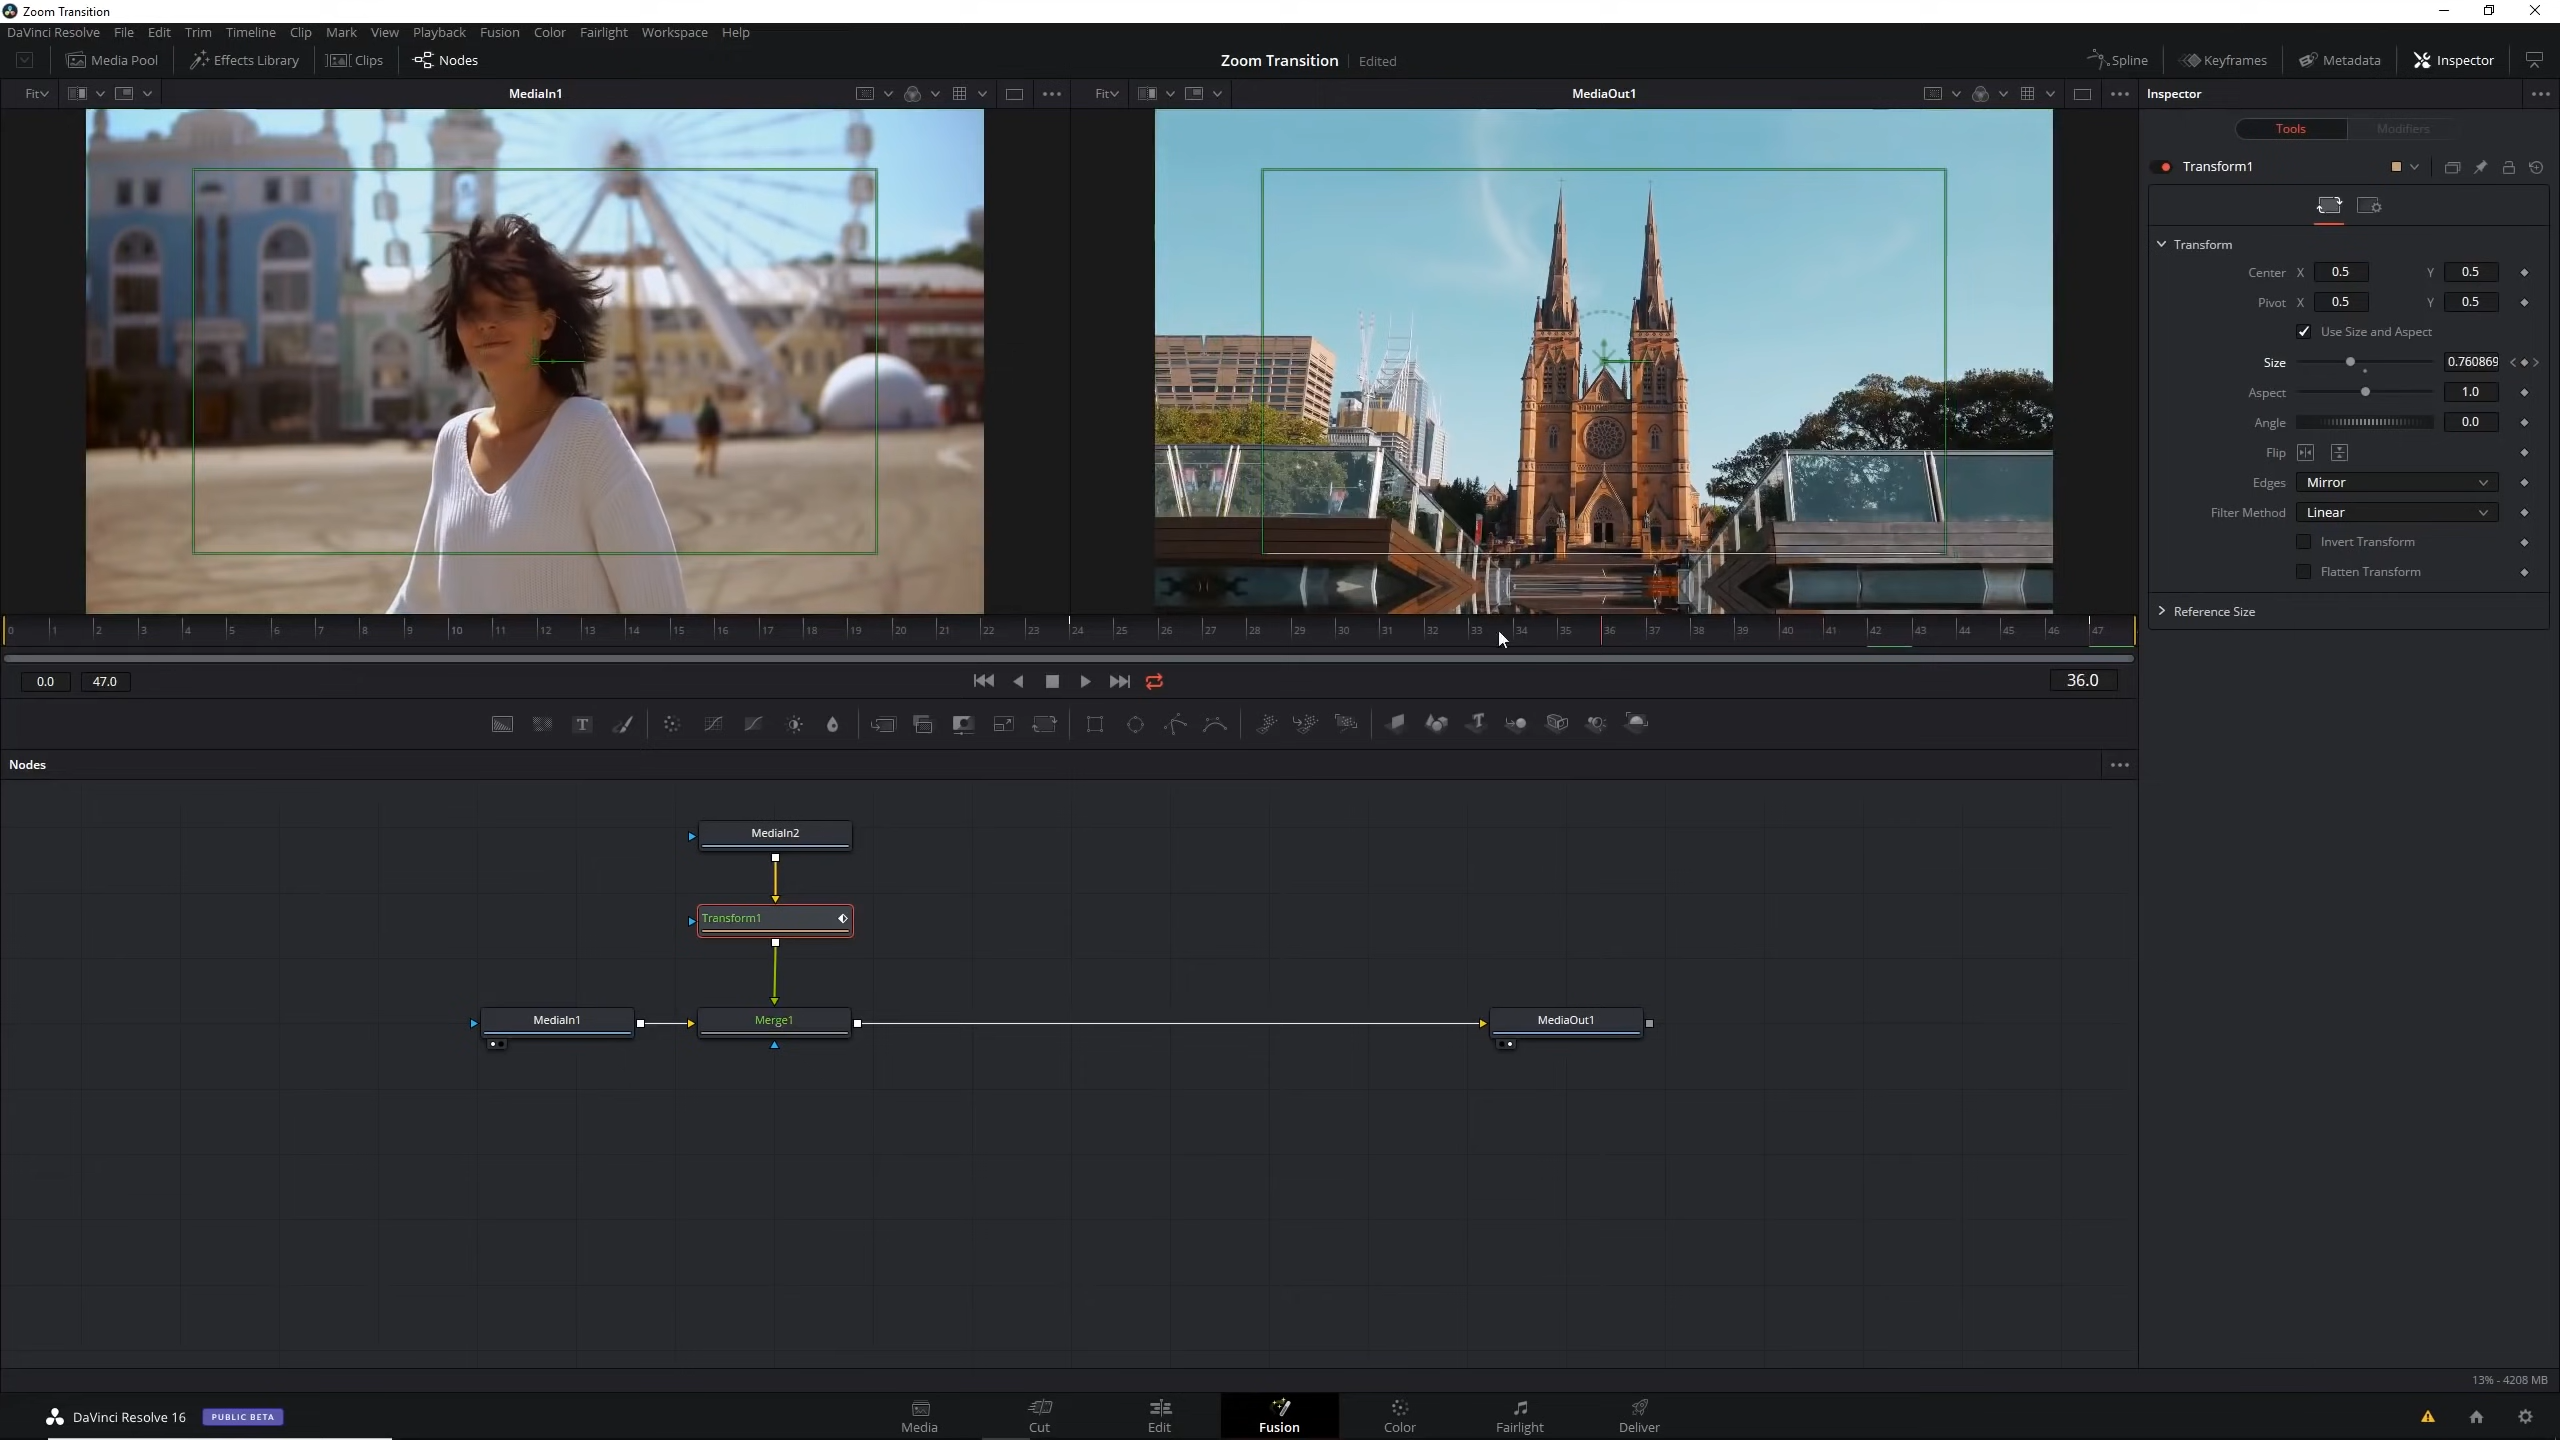 Zoom Transition
DaVinci Resolve File Edit Trim Timeline Clip Mark View Playback Fusion Color Fairlight Workspace Help
Media Pool Effects Library Clips Nodes Zoom Transition Edited Spline Keyframes Metadata Inspector
Fit MediaIn1 Fit MediaOut1 Inspector
Tools Modifiers
Transform1
Transform
Center X 0.5 Y 0.5
Pivot X 0.5 Y 0.5
Use Size and Aspect
Size 0.760869
Aspect 1.0
Angle 0.0
Flip
Edges Mirror
Filter Method Linear
Invert Transform
Flatten Transform
Reference Size
0 1 2 3 4 5 6 7 8 9 10 11 12 13 14 15 16 17 18 19 20 21 22 23 24 25 26 27 28 29 30 31 32 33 34 35 36 37 38 39 40 41 42 43 44 45 46 47
0.0 47.0 36.0
T
Nodes
MediaIn2
Transform1
MediaIn1 Merge1 MediaOut1
13% - 4208 MB
DaVinci Resolve 16 PUBLIC BETA Media Cut Edit Fusion Color Fairlight Deliver